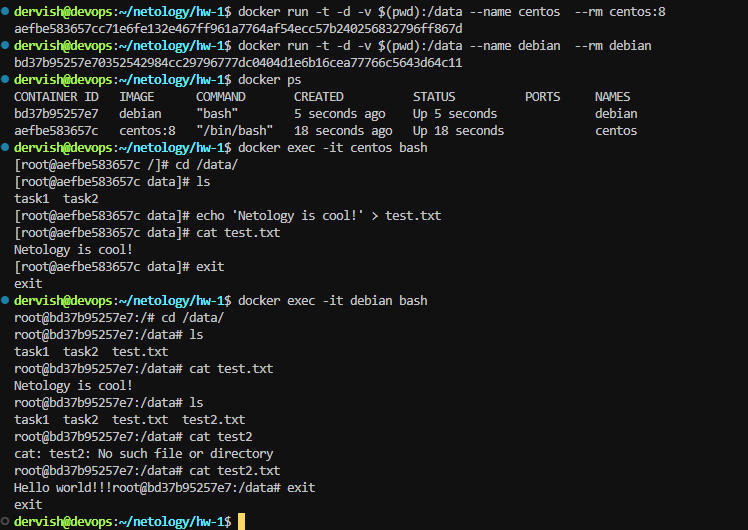 dervish@devops:~/netology/hw-1$ docker run -t -d -v $(pwd):/data --name centos  --rm centos:8
aefbe583657cc71e6fe132e467ff961a7764af54ecc57b240256832796ff867d
dervish@devops:~/netology/hw-1$ docker run -t -d -v $(pwd):/data --name debian  --rm debian
bd37b95257e70352542984cc29796777dc0404d1e6b16cea77766c5643d64c11
dervish@devops:~/netology/hw-1$ docker ps
CONTAINER ID   IMAGE      COMMAND       CREATED          STATUS          PORTS     NAMES
bd37b95257e7   debian     "bash"        5 seconds ago    Up 5 seconds              debian
aefbe583657c   centos:8   "/bin/bash"   18 seconds ago   Up 18 seconds             centos
dervish@devops:~/netology/hw-1$ docker exec -it centos bash
[root@aefbe583657c /]# cd /data/
[root@aefbe583657c data]# ls
task1  task2
[root@aefbe583657c data]# echo 'Netology is cool!' > test.txt
[root@aefbe583657c data]# cat test.txt
Netology is cool!
[root@aefbe583657c data]# exit
exit
dervish@devops:~/netology/hw-1$ docker exec -it debian bash
root@bd37b95257e7:/# cd /data/
root@bd37b95257e7:/data# ls
task1  task2  test.txt
root@bd37b95257e7:/data# cat test.txt
Netology is cool!
root@bd37b95257e7:/data# ls
task1  task2  test.txt  test2.txt
root@bd37b95257e7:/data# cat test2
cat: test2: No such file or directory
root@bd37b95257e7:/data# cat test2.txt
Hello world!!!root@bd37b95257e7:/data# exit
exit
dervish@devops:~/netology/hw-1$